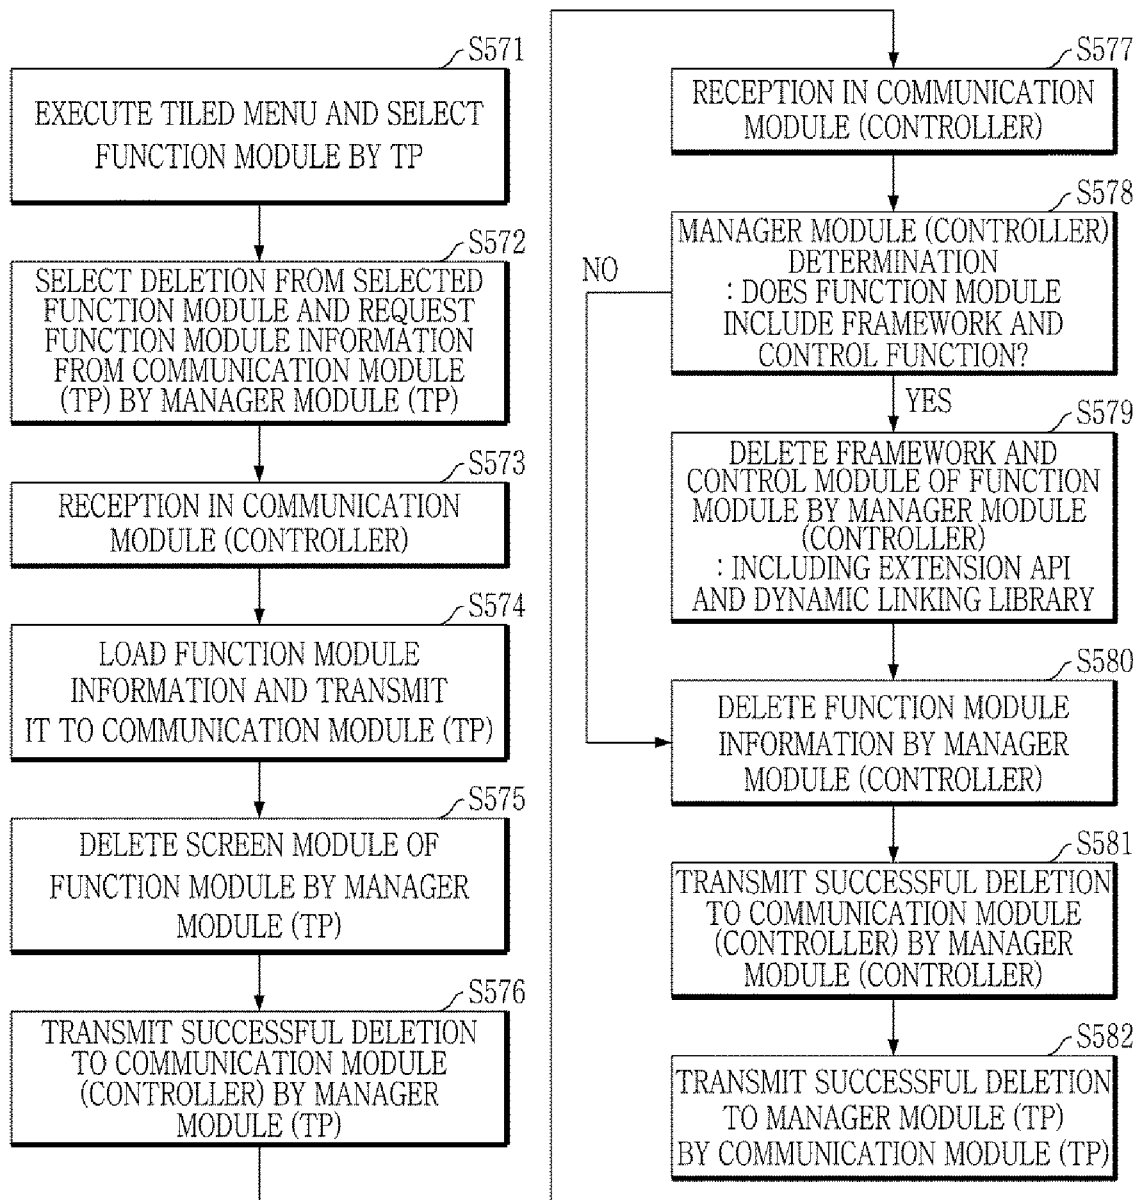 S571
EXECUTE TILED MENU AND SELECT
FUNCTION MODULE BY TP
S572
SELECT DELETION FROM SELECTED
FUNCTION MODULE AND REQUEST
FUNCTION MODULE INFORMATION
FROM COMMUNICATION MODULE
(TP) BY MANAGER MODULE (TP)
S573
RECEPTION IN COMMUNICATION
MODULE (CONTROLLER)
S574
LOAD FUNCTION MODULE
INFORMATION AND TRANSMIT
IT TO COMMUNICATION MODULE (TP)
S575
DELETE SCREEN MODULE OF
FUNCTION MODULE BY MANAGER
MODULE (TP)
S576
TRANSMIT SUCCESSFUL DELETION
TO COMMUNICATION MODULE
(CONTROLLER) BY MANAGER
MODULE (TP)
S577
RECEPTION IN COMMUNICATION
MODULE (CONTROLLER)
S578
MANAGER MODULE (CONTROLLER)
DETERMINATION
: DOES FUNCTION MODULE
INCLUDE FRAMEWORK AND
CONTROL FUNCTION?
NO
YES
S579
DELETE FRAMEWORK AND
CONTROL MODULE OF FUNCTION
MODULE BY MANAGER MODULE
(CONTROLLER)
: INCLUDING EXTENSION API
AND DYNAMIC LINKING LIBRARY
S580
DELETE FUNCTION MODULE
INFORMATION BY MANAGER
MODULE (CONTROLLER)
S581
TRANSMIT SUCCESSFUL DELETION
TO COMMUNICATION MODULE
(CONTROLLER) BY MANAGER
MODULE (CONTROLLER)
S582
TRANSMIT SUCCESSFUL DELETION
TO MANAGER MODULE (TP)
BY COMMUNICATION MODULE (TP)